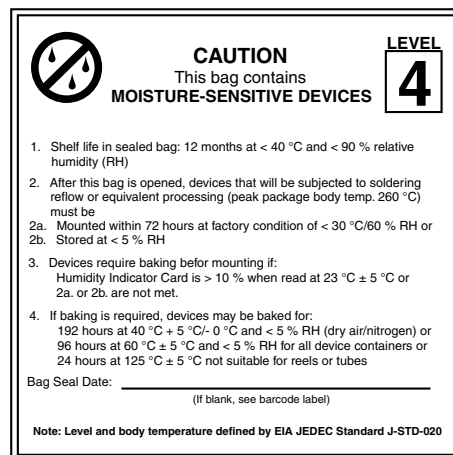 CAUTION
This bag contains
MOISTURE-SENSITIVE DEVICES
LEVEL
4
1. Shelf life in sealed bag: 12 months at < 40 °C and < 90 % relative
humidity (RH)
2. After this bag is opened, devices that will be subjected to soldering
reflow or equivalent processing (peak package body temp. 260 °C)
must be
2a. Mounted within 72 hours at factory condition of < 30 °C/60 % RH or
2b. Stored at < 5 % RH
3. Devices require baking befor mounting if:
Humidity Indicator Card is > 10 % when read at 23 °C ± 5 °C or
2a. or 2b. are not met.
4. If baking is required, devices may be baked for:
192 hours at 40 °C + 5 °C/- 0 °C and < 5 % RH (dry air/nitrogen) or
96 hours at 60 °C ± 5 °C and < 5 % RH for all device containers or
24 hours at 125 °C ± 5 °C not suitable for reels or tubes
Bag Seal Date:
(If blank, see barcode label)
Note: Level and body temperature defined by EIA JEDEC Standard J-STD-020